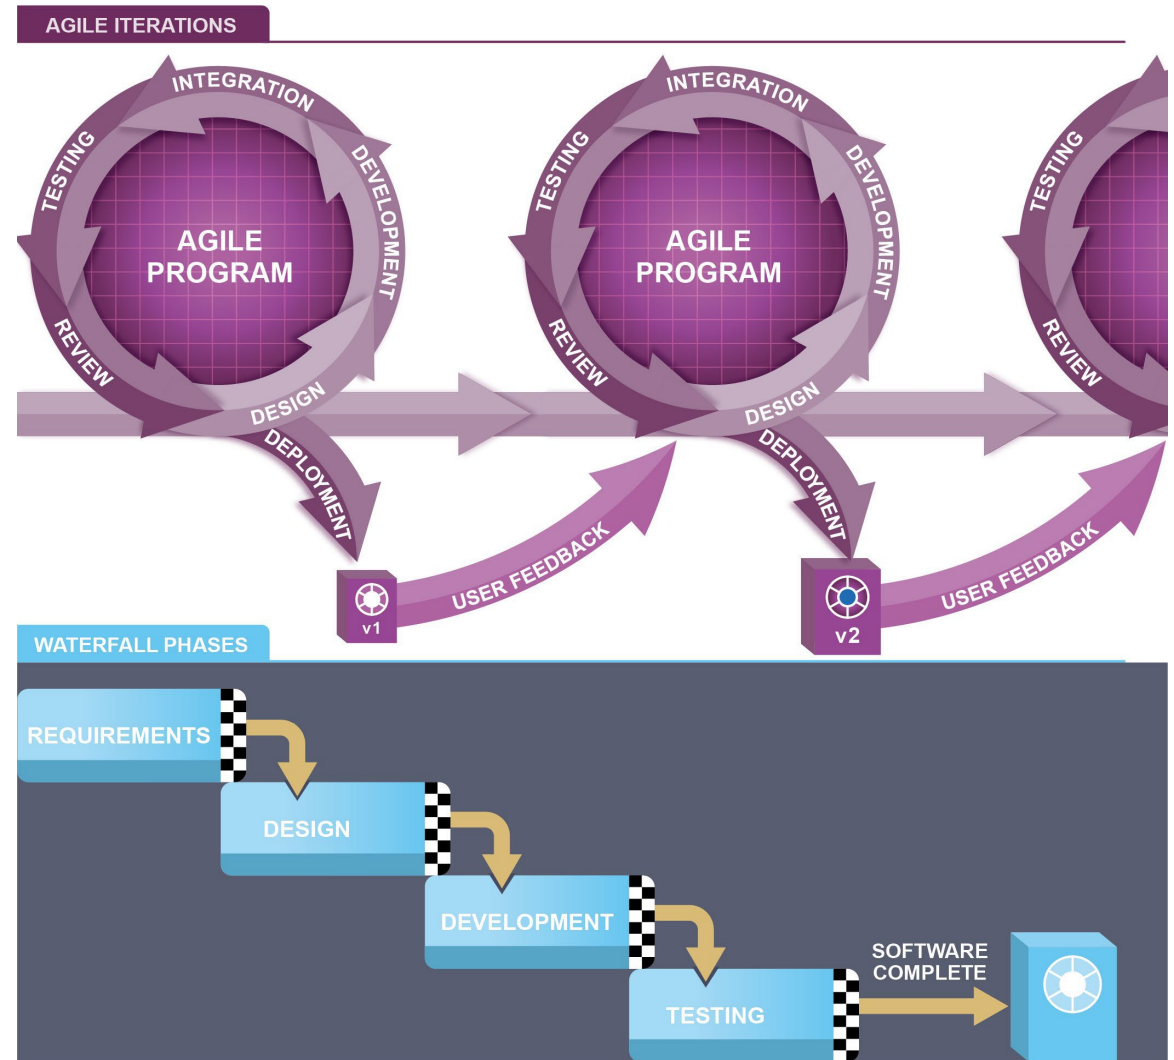 AGILE ITERATIONS
INTEGRATION
TESTING
DEVELOPMENT
AGILE
PROGRAM
REVIEW
DESIGN
DEPLOYMENT
v1
USER FEEDBACK
INTEGRATION
TESTING
DEVELOPMENT
AGILE
PROGRAM
REVIEW
DESIGN
DEPLOYMENT
v2
USER FEEDBACK
TESTING
REVIEW
WATERFALL PHASES
REQUIREMENTS
DESIGN
DEVELOPMENT
TESTING
SOFTWARE
COMPLETE